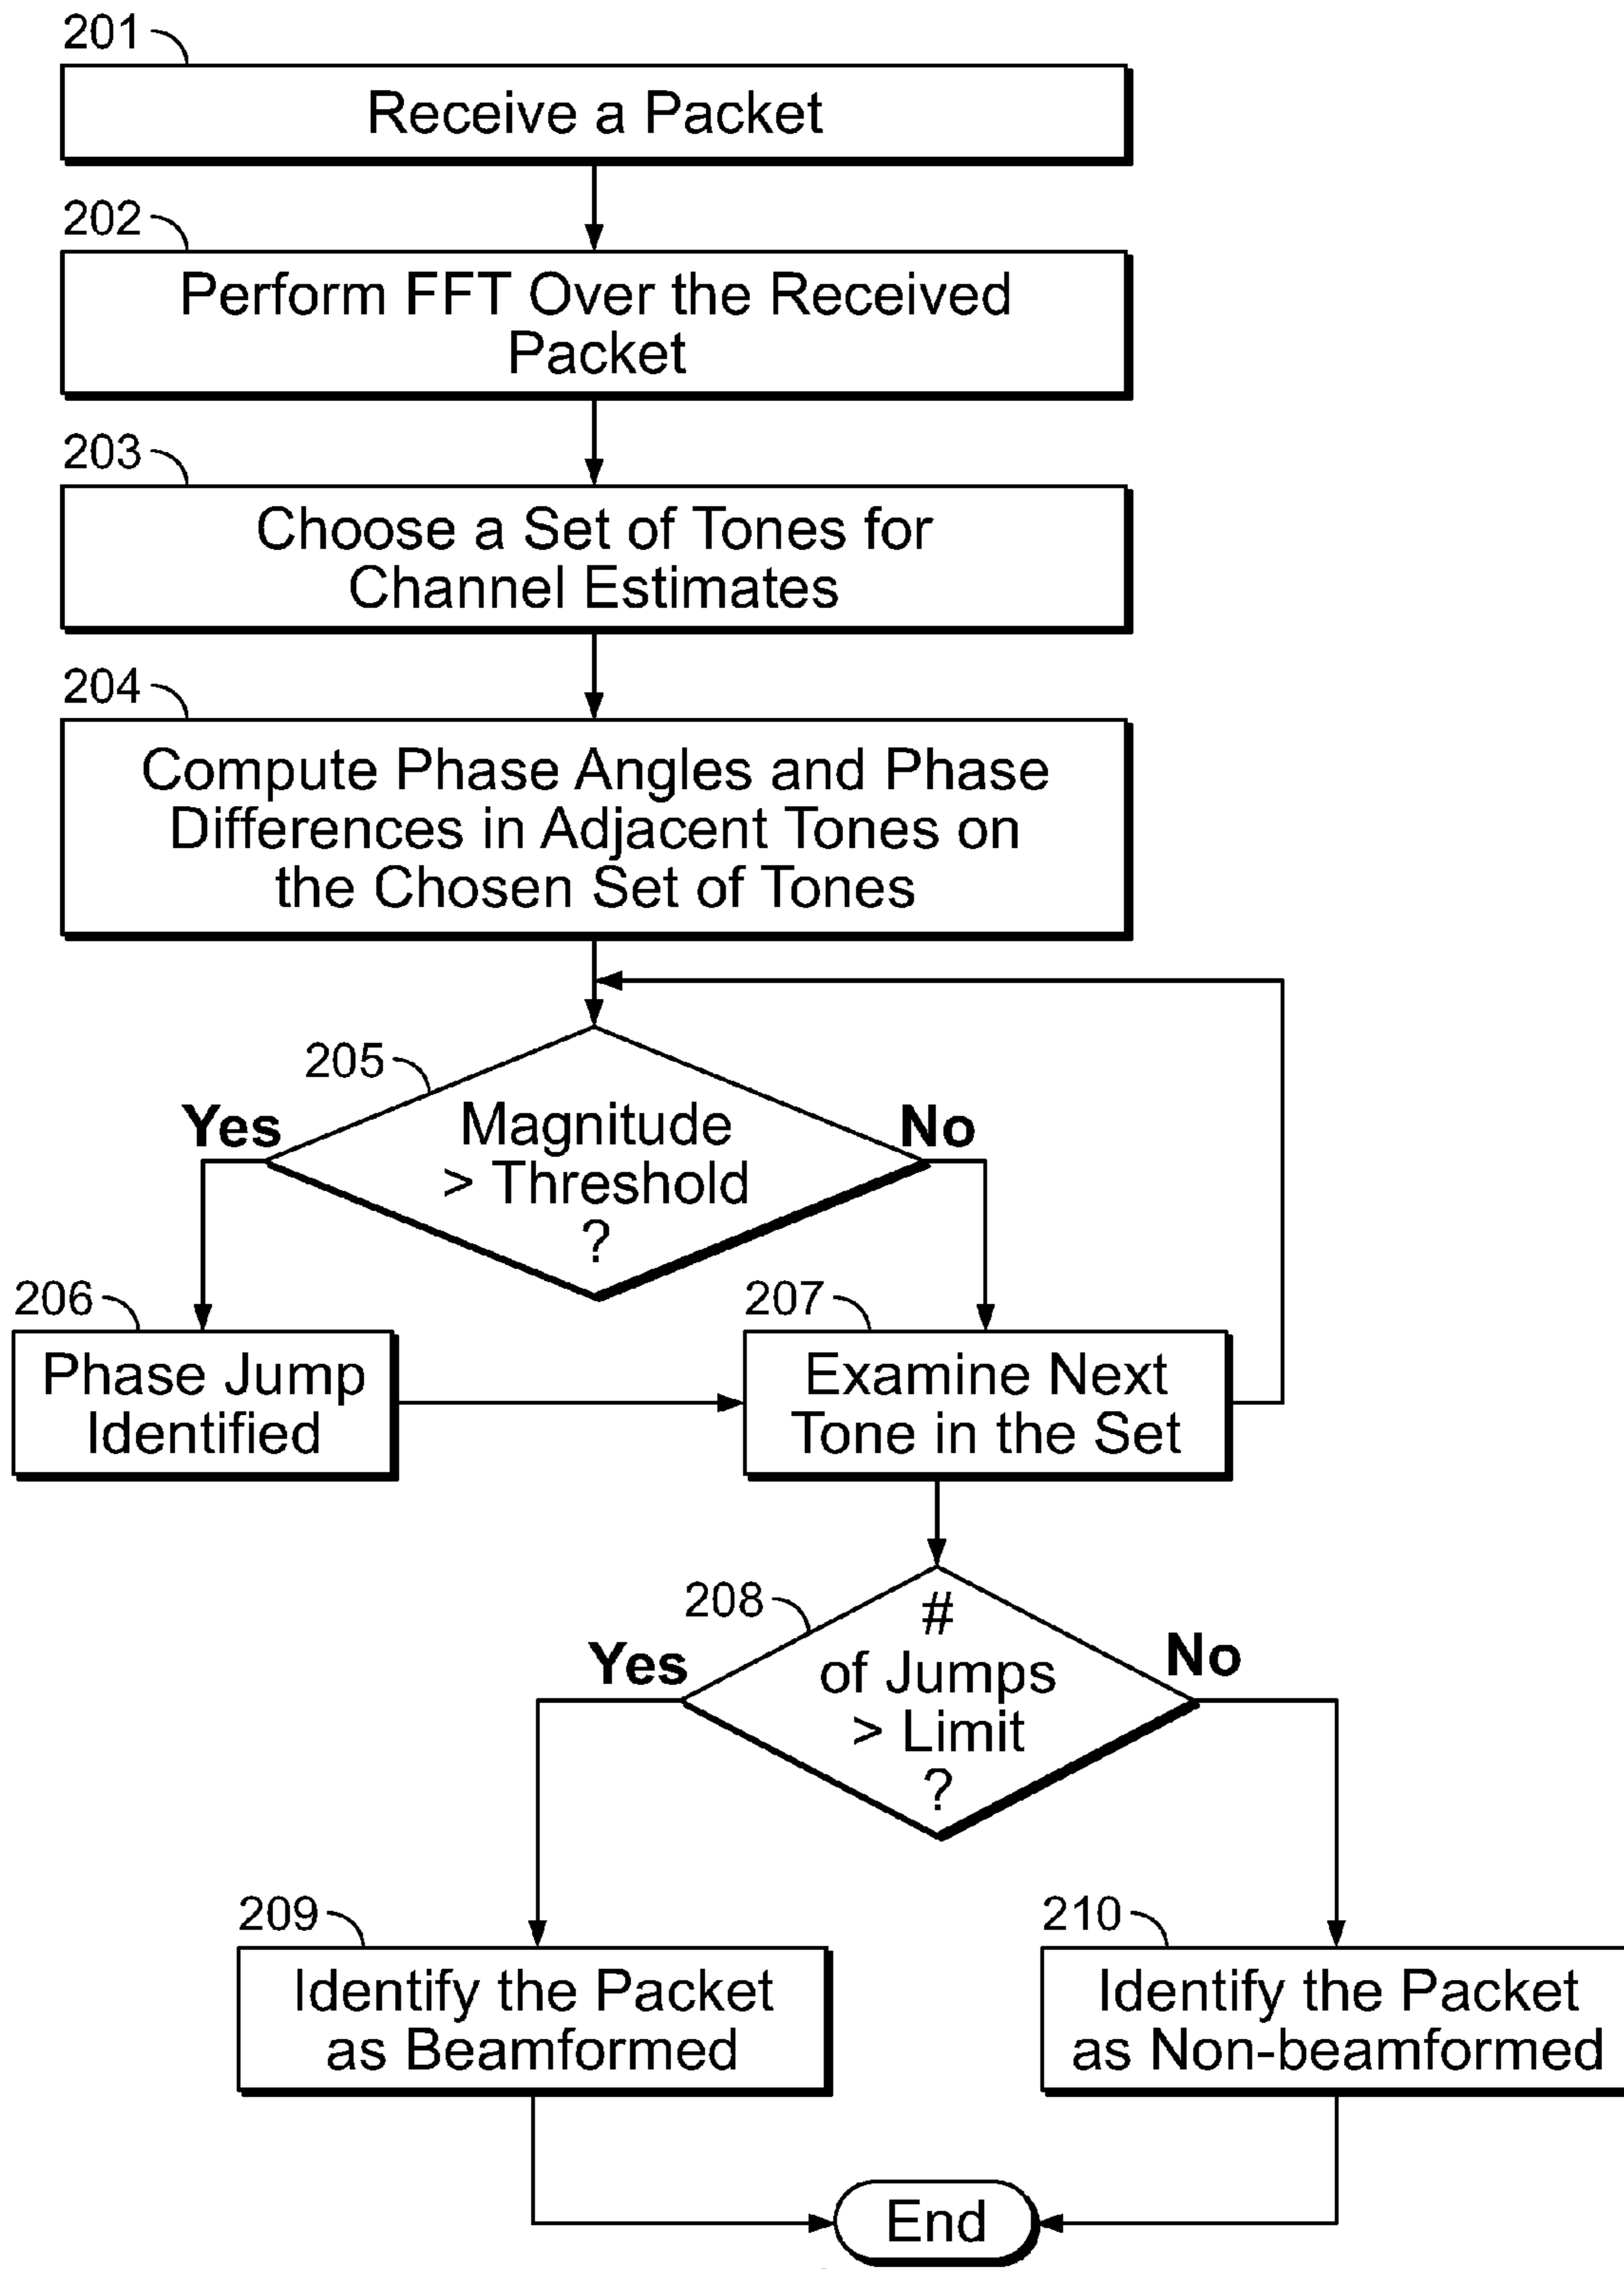 201
Receive a Packet
202
Perform FFT Over the Received
Packet
203
Choose a Set of Tones for
Channel Estimates
204
Compute Phase Angles and Phase
Differences in Adjacent Tones on
the Chosen Set of Tones
205
Yes
Magnitude
> Threshold
?
No
206
Phase Jump
Identified
207
Examine Next
Tone in the Set
208
Yes
#
of Jumps
> Limit
?
No
209
Identify the Packet
as Beamformed
210
Identify the Packet
as Non-beamformed
End